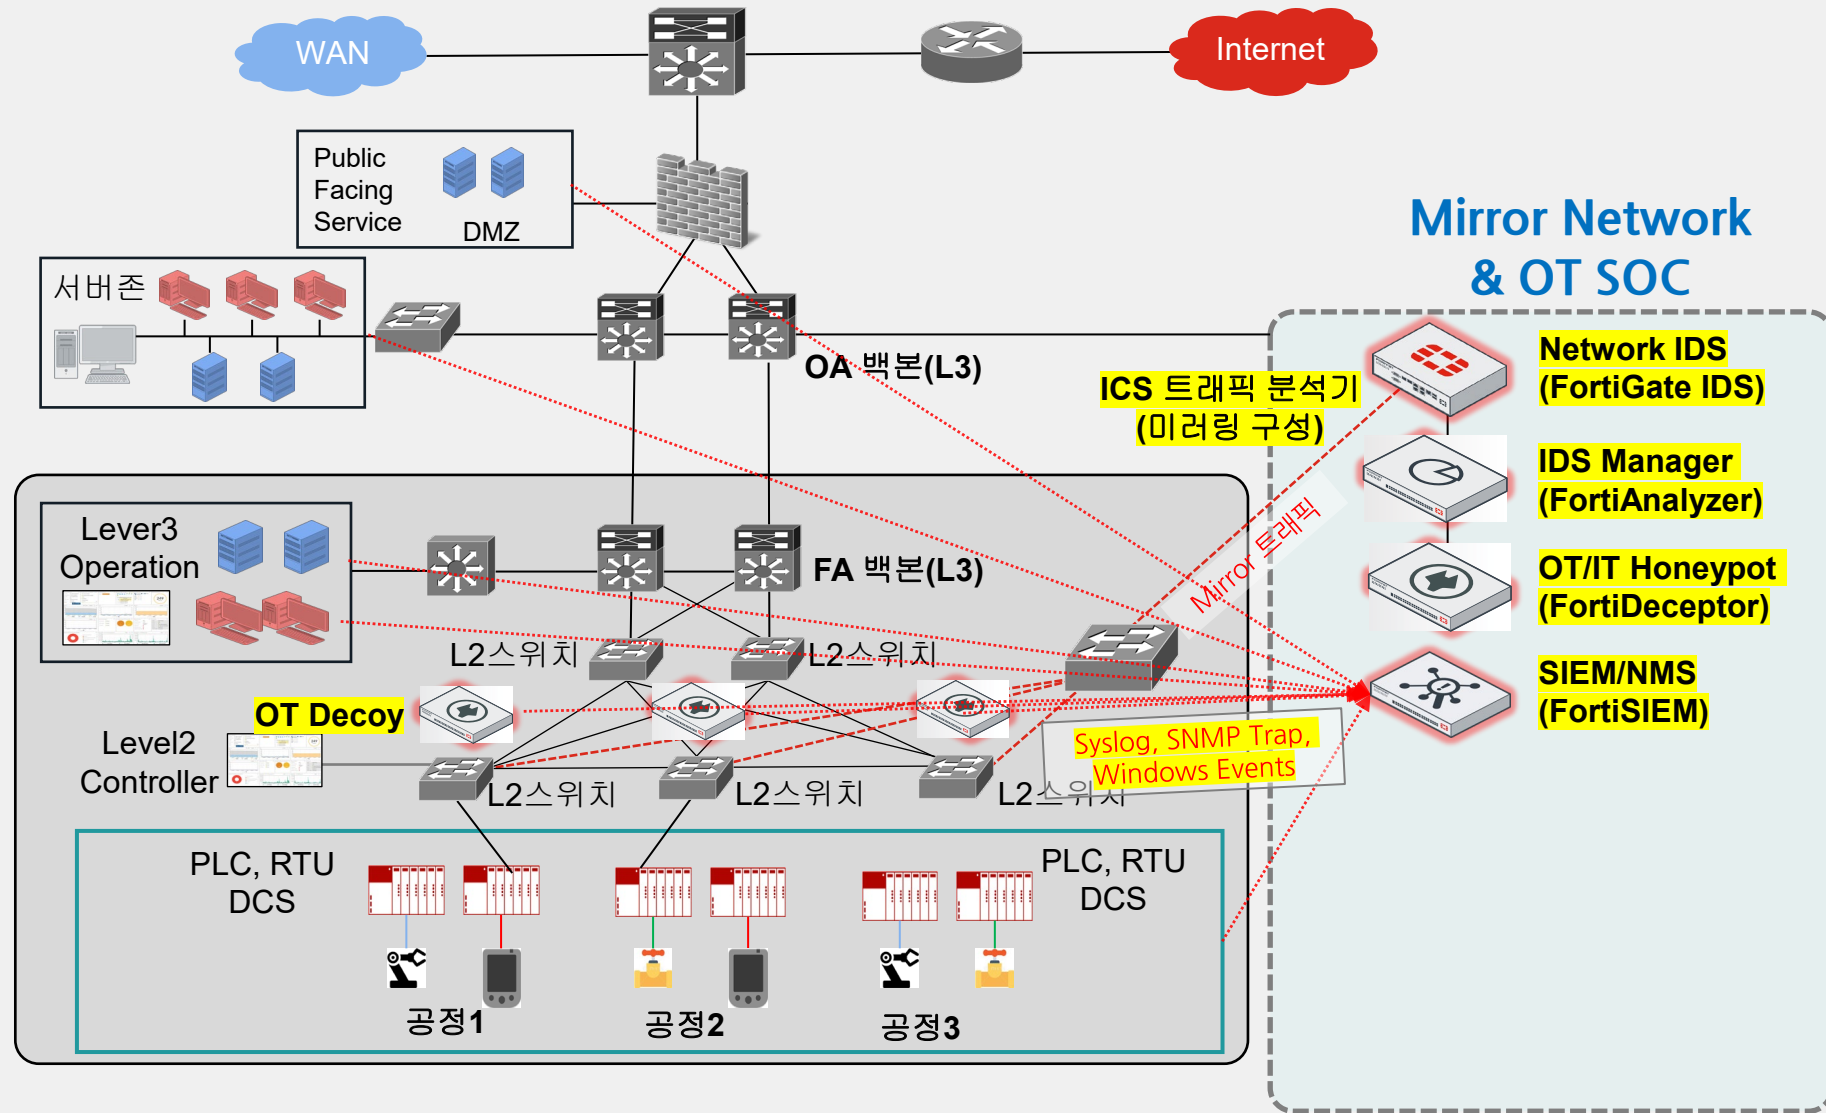 WAN
Internet
Public
Facing
Service
DMZ
Mirror Network
& OT SOC
서버존
OA 백본(L3)
ICS 트래픽 분석기
(미러링 구성)
Network IDS
(FortiGate IDS)
IDS Manager
(FortiAnalyzer)
Mirror 트래픽
Lever3
Operation
FA 백본(L3)
OT/IT Honeypot
(FortiDeceptor)
L2스위치
L2스위치
SIEM/NMS
(FortiSIEM)
OT Decoy
Level2
Controller
Syslog, SNMP Trap,
Windows Events
L2스위치
L2스위치
L2스위치
PLC, RTU
DCS
PLC, RTU
DCS
공정1
공정2
공정3